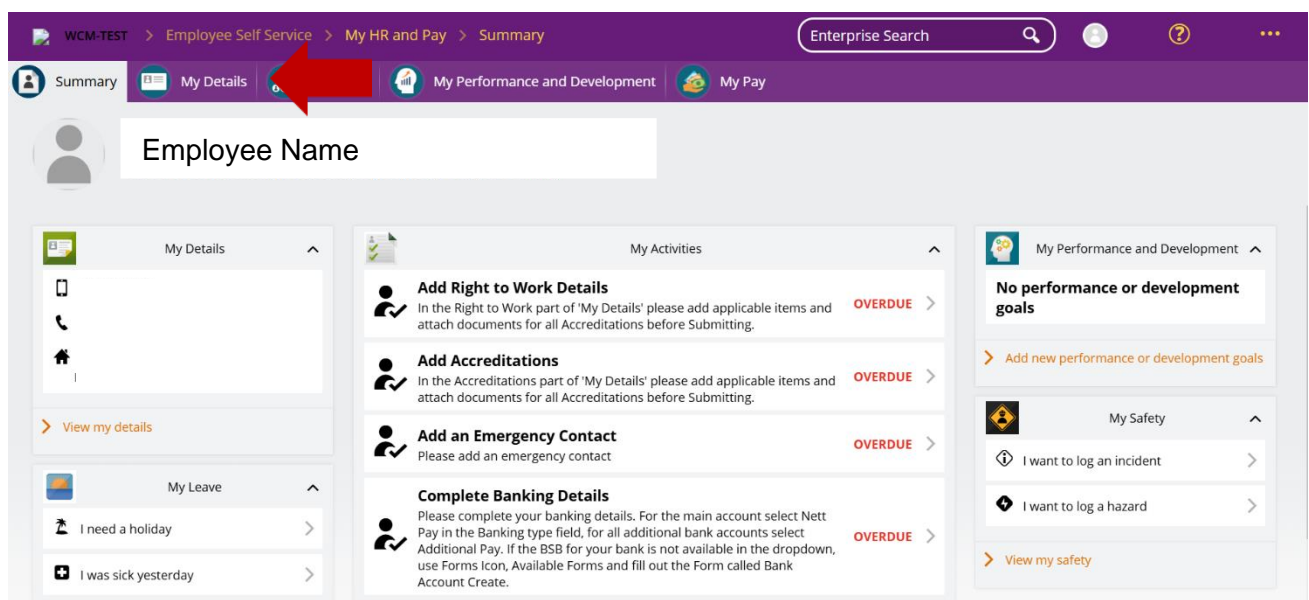 WCM-TEST > Employee Self Service > My HR and Pay > Summary Enterprise Search
Summary My Details My Performance and Development My Pay
Employee Name
My Details
View my details
My Leave
I need a holiday
I was sick yesterday
My Activities
Add Right to Work Details
In the Right to Work part of 'My Details' please add applicable items and
attach documents for all Accreditations before Submitting.
OVERDUE
Add Accreditations
In the Accreditations part of 'My Details' please add applicable items and
attach documents for all Accreditations before Submitting.
OVERDUE
Add an Emergency Contact
Please add an emergency contact
OVERDUE
Complete Banking Details
Please complete your banking details. For the main account select Nett
Pay in the Banking type field, for all additional bank accounts select
Additional Pay. If the BSB for your bank is not available in the dropdown,
use Forms Icon, Available Forms and fill out the Form called Bank
Account Create.
OVERDUE
My Performance and Development
No performance or development
goals
Add new performance or development goals
My Safety
I want to log an incident
I want to log a hazard
View my safety